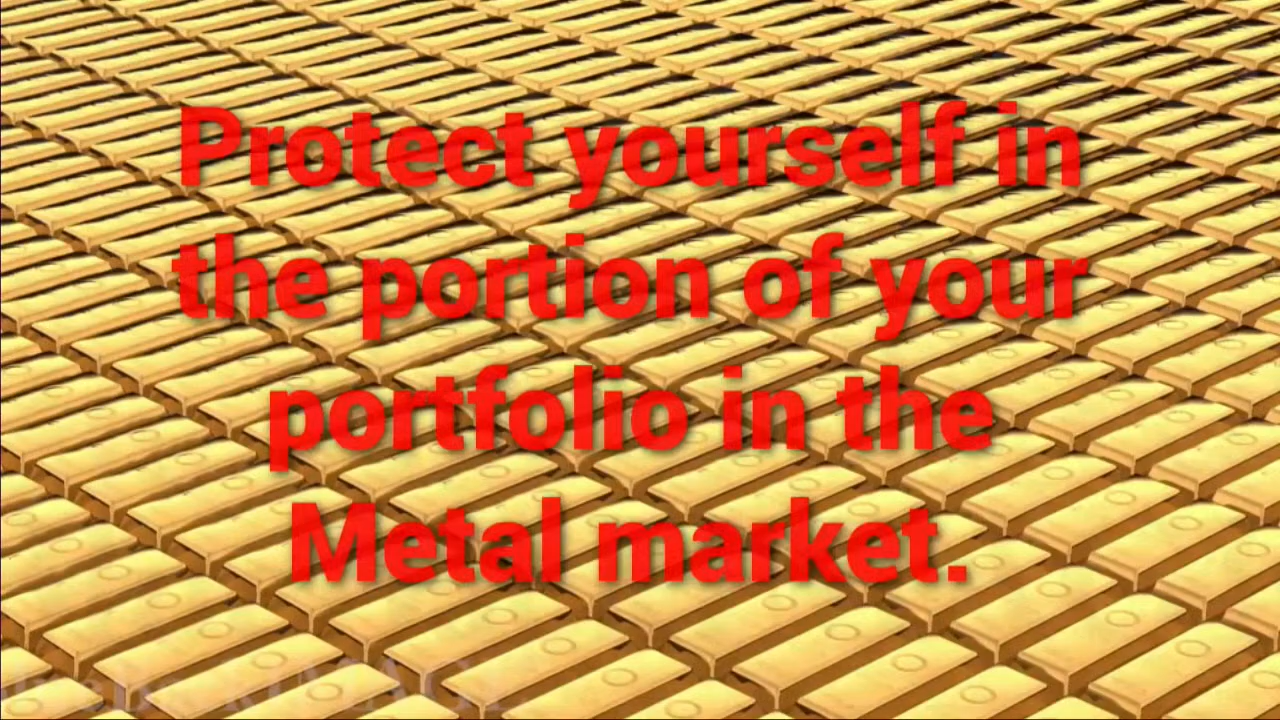 Protect yourself in
the portion of your
portfolio in the
Metal market.